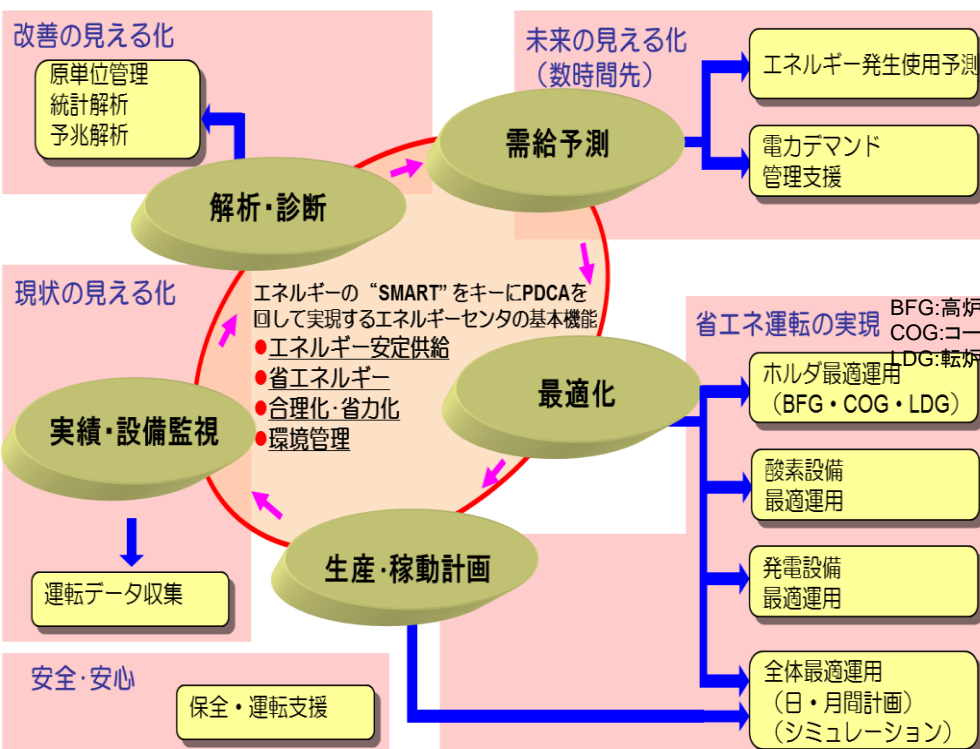 改善の見える化
原単位管理
統計解析
予兆解析
未来の見える化
（数時間先）
エネルギー発生使用予測
電力デマンド
管理支援
需給予測
解析・診断
現状の見える化
エネルギーの“SMART”をキーにPDCAを
回して実現するエネルギーセンタの基本機能
●エネルギー安定供給
●省エネルギー
●合理化・省力化
●環境管理
最適化
実績・設備監視
生産・稼動計画
運転データ収集
省エネ運転の実現
BFG:高炉
COG:コー
LDG:転炉
ホルダ最適運用
（BFG・COG・LDG）
酸素設備
最適運用
発電設備
最適運用
全体最適運用
（日・月間計画）
（シミュレーション）
安全・安心
保全・運転支援